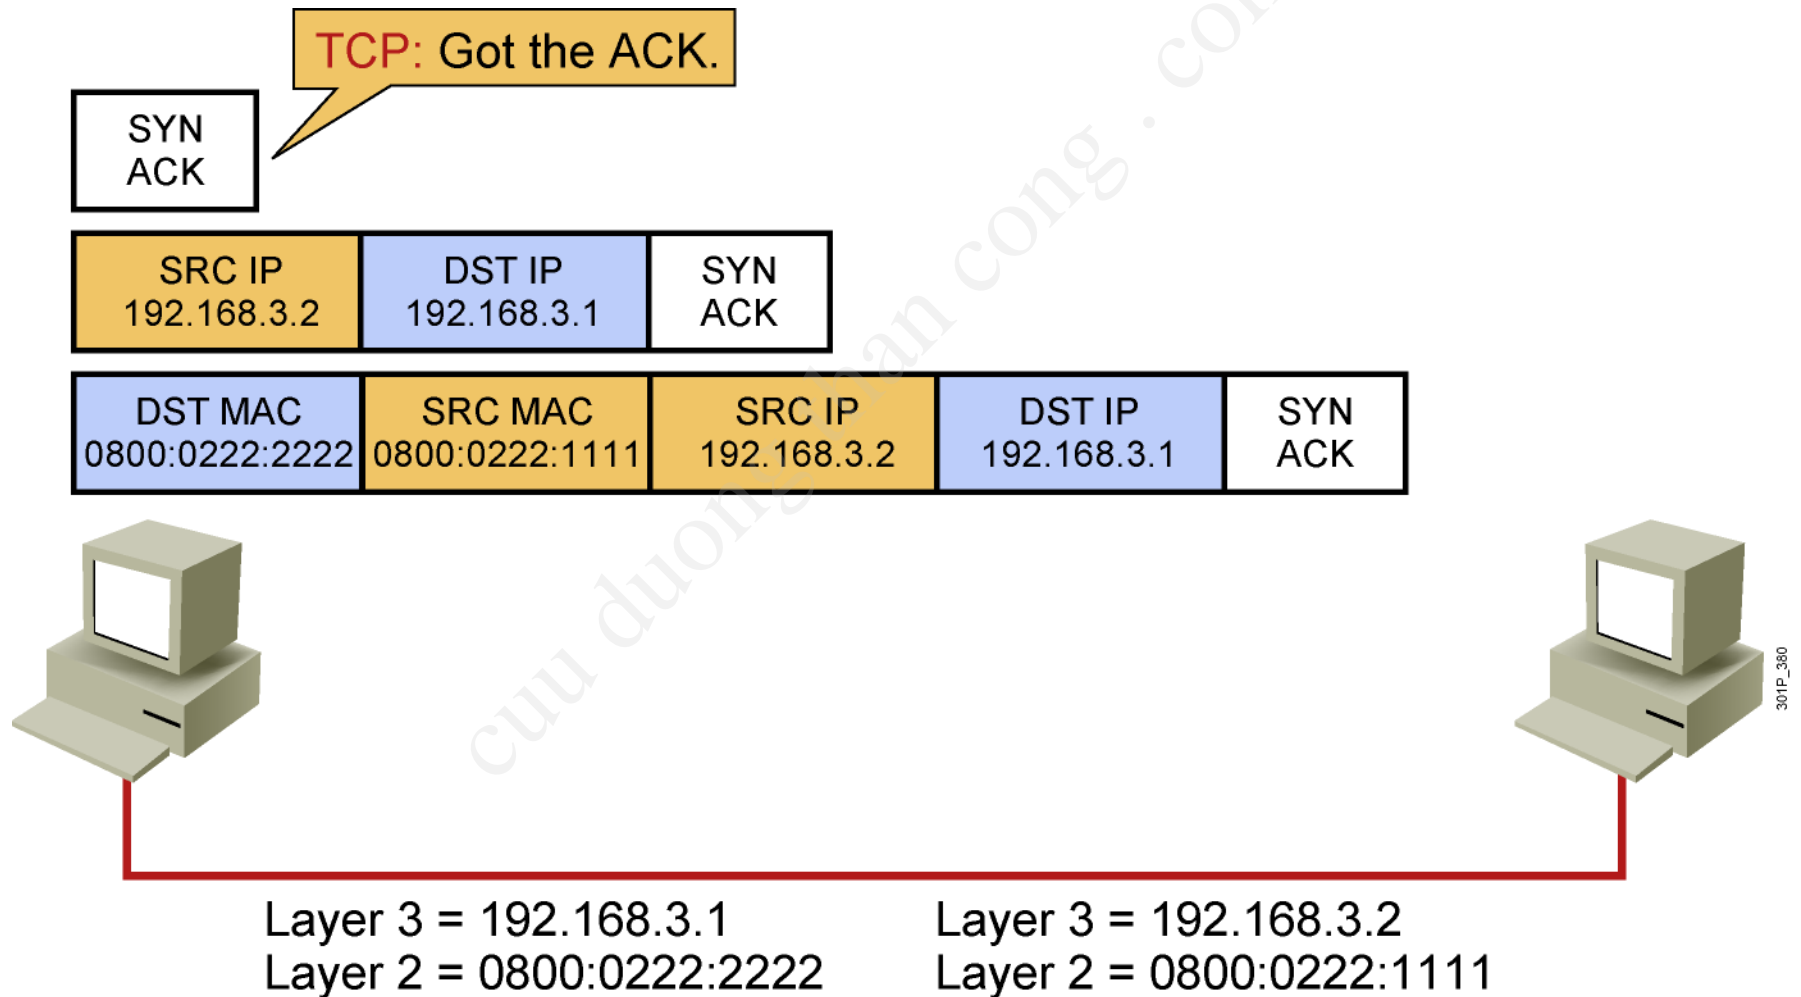 TCP: Got the ACK.
SYN
ACK
SRC IP
192.168.3.2
DST IP
192.168.3.1
SYN
ACK
DST MAC
0800:0222:2222
SRC MAC
0800:0222:1111
SRC IP
192.168.3.2
DST IP
192.168.3.1
SYN
ACK
cuu duong than cong . com
301P_380
Layer 3 = 192.168.3.1
Layer 2 = 0800:0222:2222
Layer 3 = 192.168.3.2
Layer 2 = 0800:0222:1111